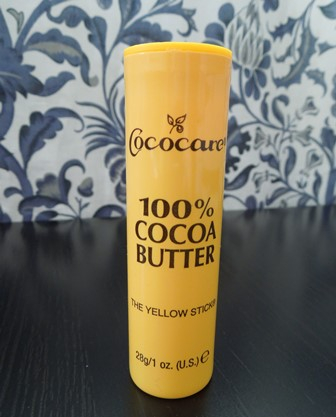 Cococare
100%
COCOA
BUTTER
THE YELLOW STICK®
28g/1 oz. (U.S.) ℮